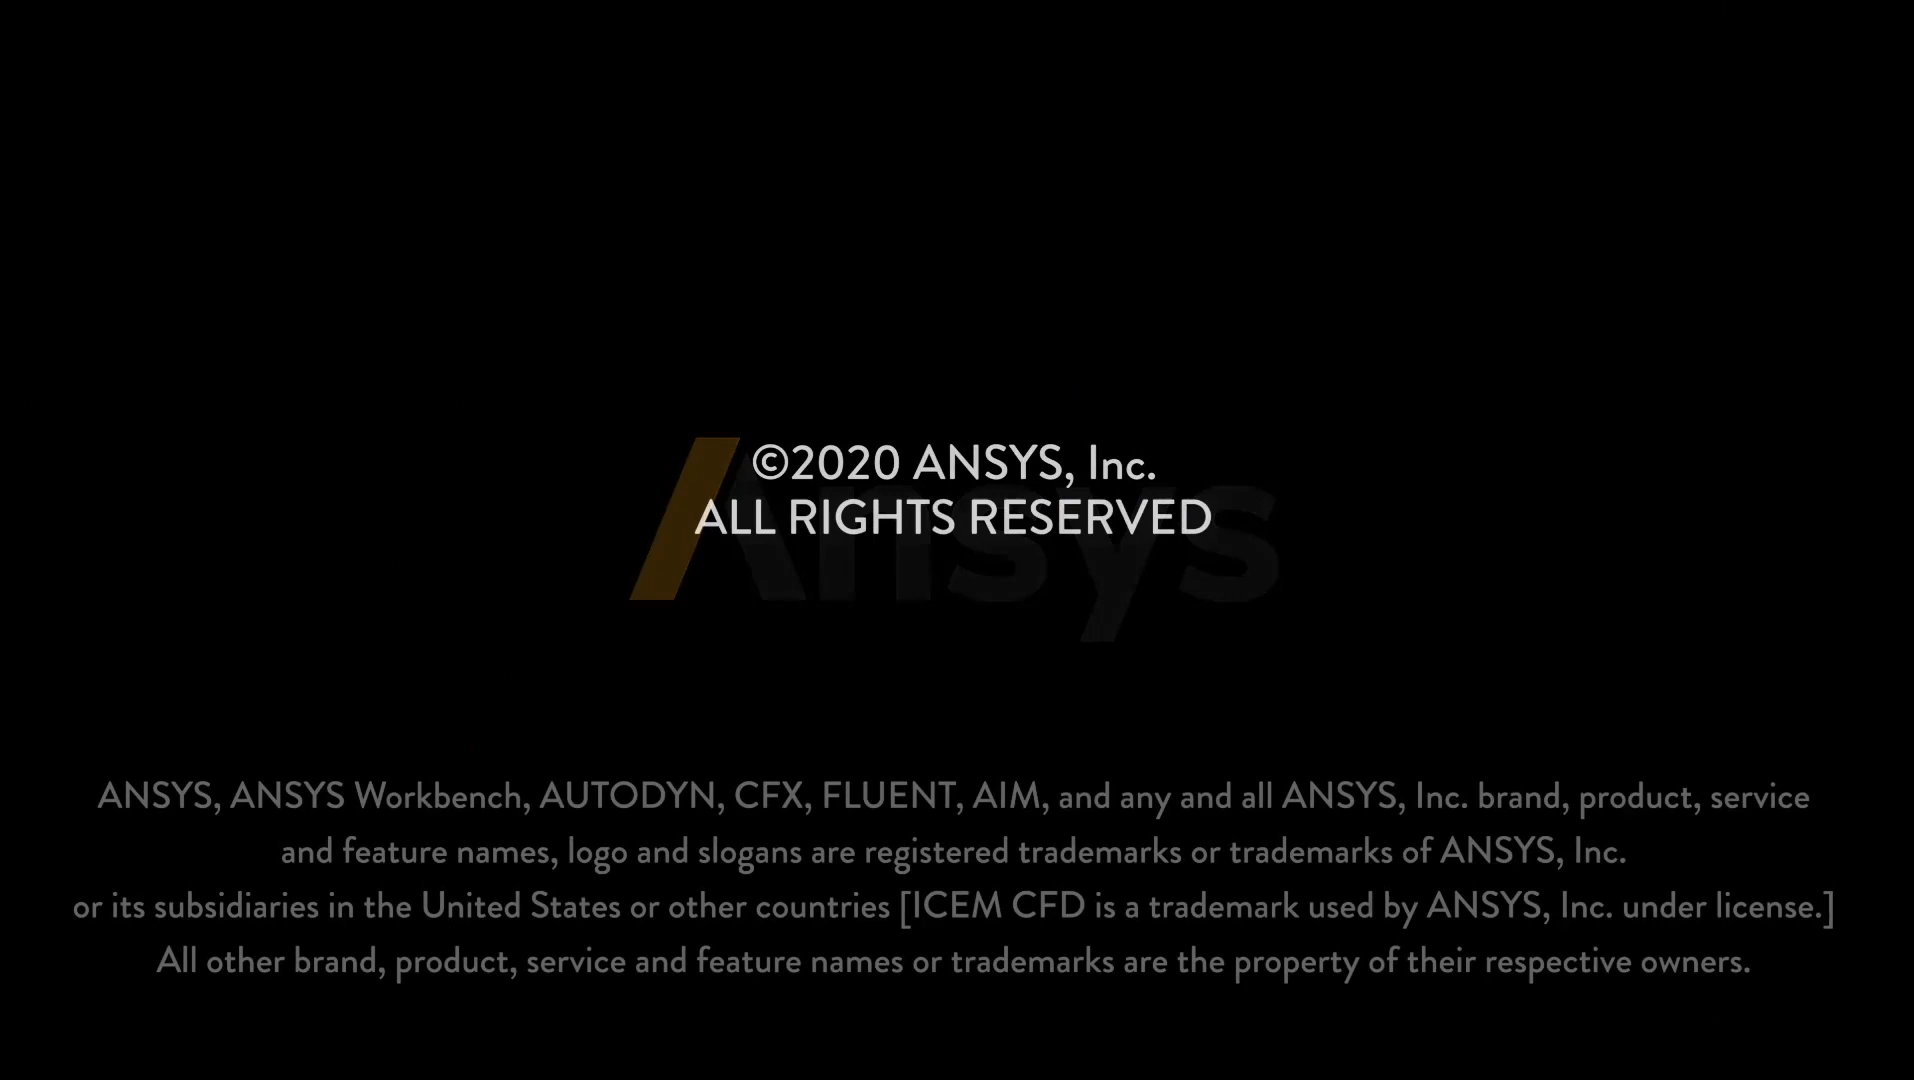 ©2020 ANSYS, Inc.
ALL RIGHTS RESERVED
Ansys
ANSYS, ANSYS Workbench, AUTODYN, CFX, FLUENT, AIM, and any and all ANSYS, Inc. brand, product, service
and feature names, logo and slogans are registered trademarks or trademarks of ANSYS, Inc.
or its subsidiaries in the United States or other countries [ICEM CFD is a trademark used by ANSYS, Inc. under license.]
All other brand, product, service and feature names or trademarks are the property of their respective owners.